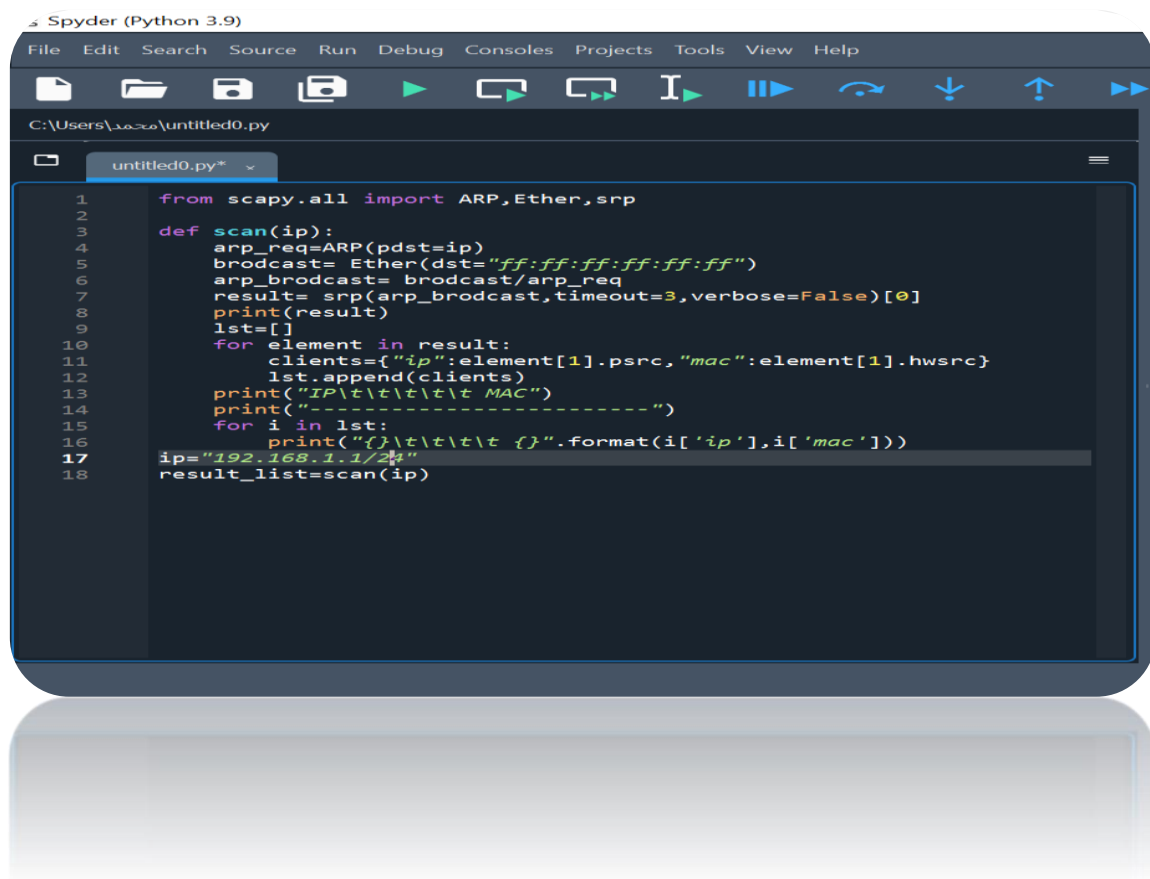 Spyder (Python 3.9)
File Edit Search Source Run Debug Consoles Projects Tools View Help
C:\Users\محمد\untitled0.py
untitled0.py*
1 from scapy.all import ARP,Ether,srp
2
3 def scan(ip):
4     arp_req=ARP(pdst=ip)
5     brodcast= Ether(dst="ff:ff:ff:ff:ff:ff")
6     arp_brodcast= brodcast/arp_req
7     result= srp(arp_brodcast,timeout=3,verbose=False)[0]
8     print(result)
9     lst=[]
10     for element in result:
11         clients={"ip":element[1].psrc,"mac":element[1].hwsrc}
12         lst.append(clients)
13     print("IP\t\t\t\t\t MAC")
14     print("-------------------------")
15     for i in lst:
16         print("{}\t\t\t\t {}".format(i['ip'],i['mac']))
17 ip="192.168.1.1/24"
18 result_list=scan(ip)